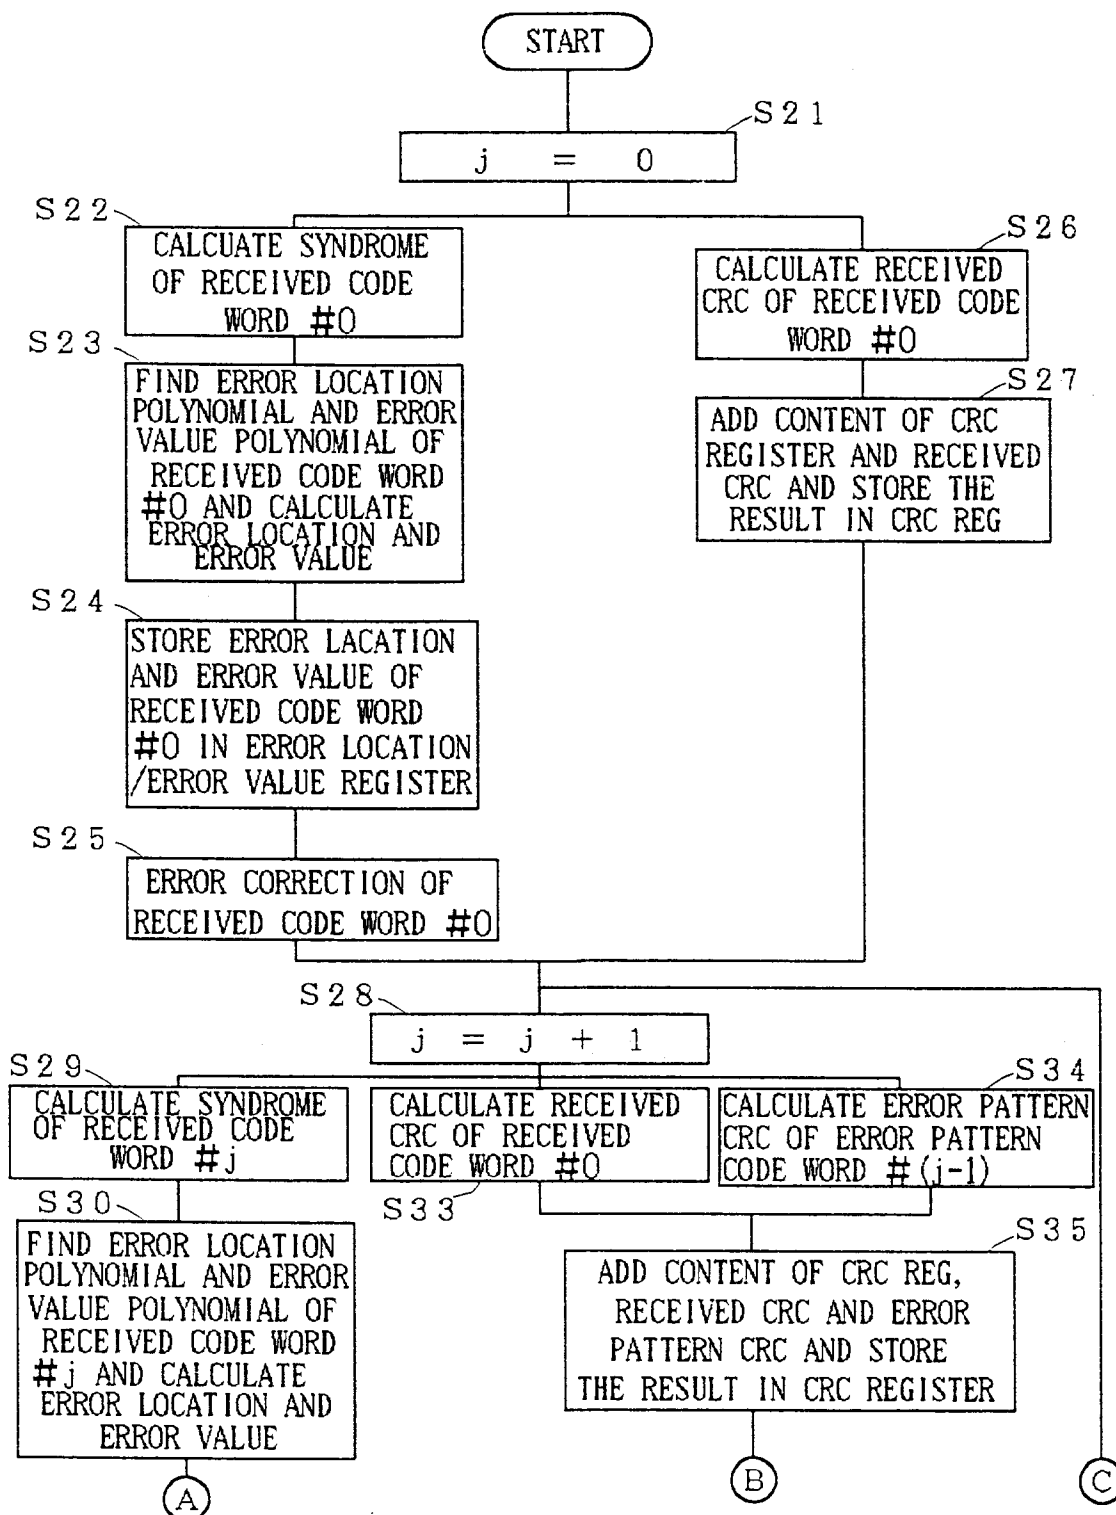 START
S21
j = 0
S22
CALCUATE SYNDROME
OF RECEIVED CODE
WORD #0
S26
CALCULATE RECEIVED
CRC OF RECEIVED CODE
WORD #0
S23
FIND ERROR LOCATION
POLYNOMIAL AND ERROR
VALUE POLYNOMIAL OF
RECEIVED CODE WORD
#0 AND CALCULATE
ERROR LOCATION AND
ERROR VALUE
S27
ADD CONTENT OF CRC
REGISTER AND RECEIVED
CRC AND STORE THE
RESULT IN CRC REG
S24
STORE ERROR LACATION
AND ERROR VALUE OF
RECEIVED CODE WORD
#0 IN ERROR LOCATION
/ERROR VALUE REGISTER
S25
ERROR CORRECTION OF
RECEIVED CODE WORD #0
S28
j = j + 1
S29
CALCULATE SYNDROME
OF RECEIVED CODE
WORD #j
CALCULATE RECEIVED
CRC OF RECEIVED
CODE WORD #0
S33
S34
CALCULATE ERROR PATTERN
CRC OF ERROR PATTERN
CODE WORD #(j-1)
S30
FIND ERROR LOCATION
POLYNOMIAL AND ERROR
VALUE POLYNOMIAL OF
RECEIVED CODE WORD
#j AND CALCULATE
ERROR LOCATION AND
ERROR VALUE
S35
ADD CONTENT OF CRC REG,
RECEIVED CRC AND ERROR
PATTERN CRC AND STORE
THE RESULT IN CRC REGISTER
A
B
C